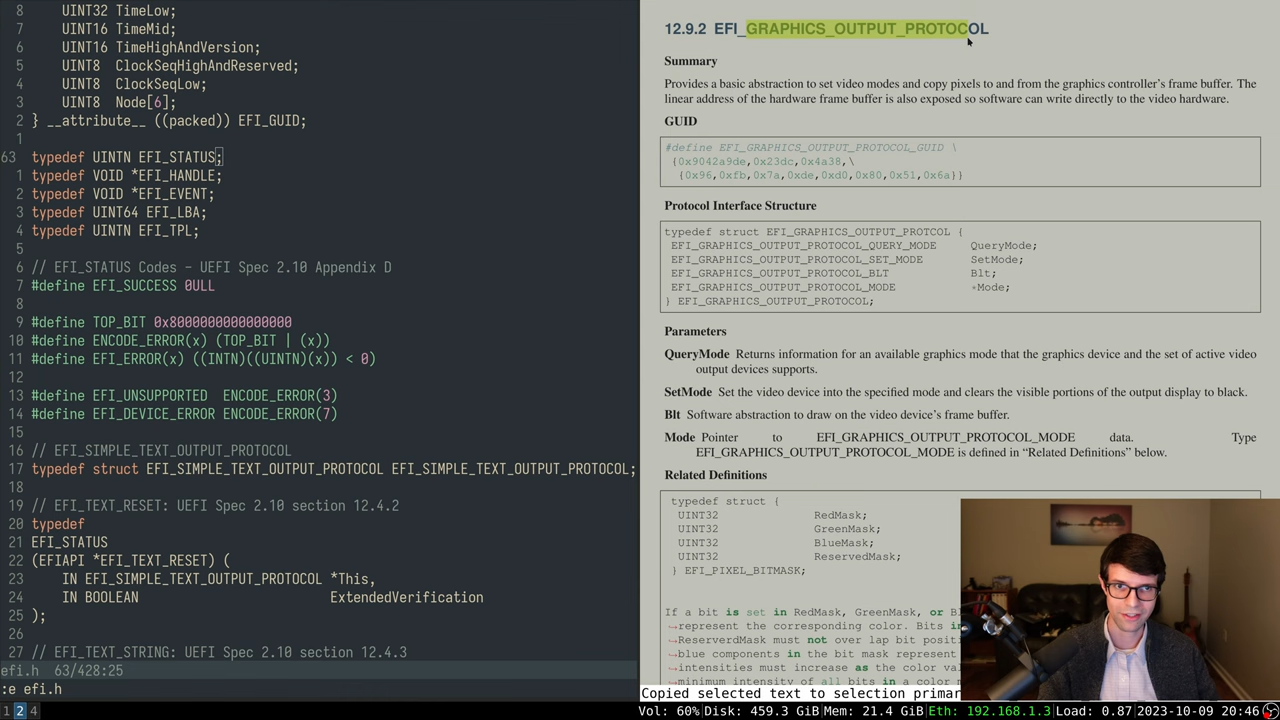 8     UINT32 TimeLow;
7     UINT16 TimeMid;
6     UINT16 TimeHighAndVersion;
5     UINT8  ClockSeqHighAndReserved;
4     UINT8  ClockSeqLow;
3     UINT8  Node[6];
2 } __attribute__ ((packed)) EFI_GUID;
1
63 typedef UINTN EFI_STATUS;
1 typedef VOID *EFI_HANDLE;
2 typedef VOID *EFI_EVENT;
3 typedef UINT64 EFI_LBA;
4 typedef UINTN EFI_TPL;
5
6 // EFI_STATUS Codes - UEFI Spec 2.10 Appendix D
7 #define EFI_SUCCESS 0ULL
8
9 #define TOP_BIT 0x8000000000000000
10 #define ENCODE_ERROR(x) (TOP_BIT | (x))
11 #define EFI_ERROR(x) ((INTN)((UINTN)(x)) < 0)
12
13 #define EFI_UNSUPPORTED  ENCODE_ERROR(3)
14 #define EFI_DEVICE_ERROR ENCODE_ERROR(7)
15
16 // EFI_SIMPLE_TEXT_OUTPUT_PROTOCOL
17 typedef struct EFI_SIMPLE_TEXT_OUTPUT_PROTOCOL EFI_SIMPLE_TEXT_OUTPUT_PROTOCOL;
18
19 // EFI_TEXT_RESET: UEFI Spec 2.10 section 12.4.2
20 typedef
21 EFI_STATUS
22 (EFIAPI *EFI_TEXT_RESET) (
23     IN EFI_SIMPLE_TEXT_OUTPUT_PROTOCOL *This,
24     IN BOOLEAN                         ExtendedVerification
25 );
26
27 // EFI_TEXT_STRING: UEFI Spec 2.10 section 12.4.3
efi.h  63/428:25
:e efi.h
12.9.2 EFI_GRAPHICS_OUTPUT_PROTOCOL
Summary
Provides a basic abstraction to set video modes and copy pixels to and from the graphics controller's frame buffer. The
linear address of the hardware frame buffer is also exposed so software can write directly to the video hardware.
GUID
#define EFI_GRAPHICS_OUTPUT_PROTOCOL_GUID \
{0x9042a9de,0x23dc,0x4a38,\
{0x96,0xfb,0x7a,0xde,0xd0,0x80,0x51,0x6a}}
Protocol Interface Structure
typedef struct EFI_GRAPHICS_OUTPUT_PROTCOL {
EFI_GRAPHICS_OUTPUT_PROTOCOL_QUERY_MODE    QueryMode;
EFI_GRAPHICS_OUTPUT_PROTOCOL_SET_MODE      SetMode;
EFI_GRAPHICS_OUTPUT_PROTOCOL_BLT           Blt;
EFI_GRAPHICS_OUTPUT_PROTOCOL_MODE          *Mode;
} EFI_GRAPHICS_OUTPUT_PROTOCOL;
Parameters
QueryMode Returns information for an available graphics mode that the graphics device and the set of active video
output devices supports.
SetMode Set the video device into the specified mode and clears the visible portions of the output display to black.
Blt Software abstraction to draw on the video device's frame buffer.
Mode Pointer to EFI_GRAPHICS_OUTPUT_PROTOCOL_MODE data. Type
EFI_GRAPHICS_OUTPUT_PROTOCOL_MODE is defined in “Related Definitions” below.
Related Definitions
typedef struct {
UINT32    RedMask;
UINT32    GreenMask;
UINT32    BlueMask;
UINT32    ReservedMask;
} EFI_PIXEL_BITMASK;
If a bit is set in RedMask, GreenMask, or Bl
represent the corresponding color. Bits in
ReserverdMask must not over lap bit positi
blue components in the bit mask represent
intensities must increase as the color val
minimum intensity of all bits in a color m
Copied selected text to selection primar
1 2 4
Vol: 60%|Disk: 459.3 GiB|Mem: 21.4 GiB|Eth: 192.168.1.3|Load: 0.87|2023-10-09 20:46